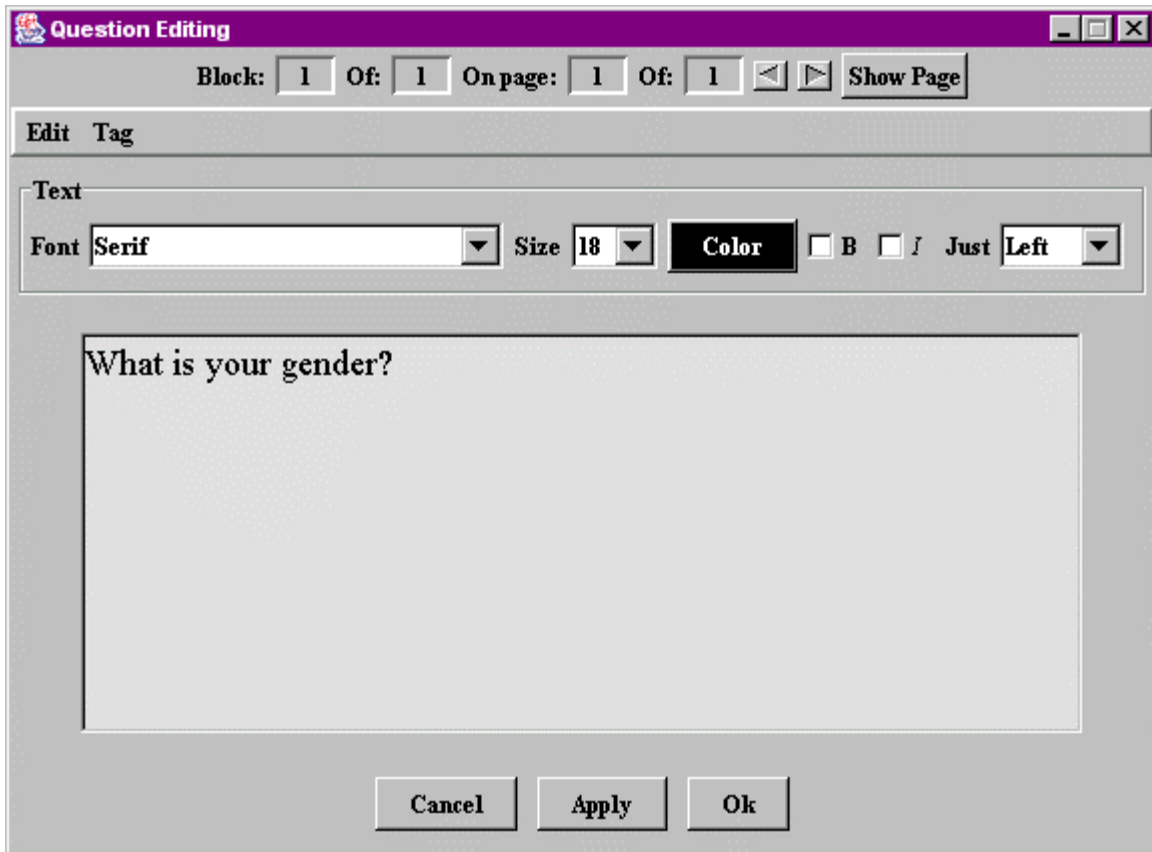 Question Editing
Block: 1 Of: 1 On page: 1 Of: 1 Show Page
Edit Tag
Text
Font Serif Size 18 Color B I Just Left
What is your gender?
Cancel Apply Ok